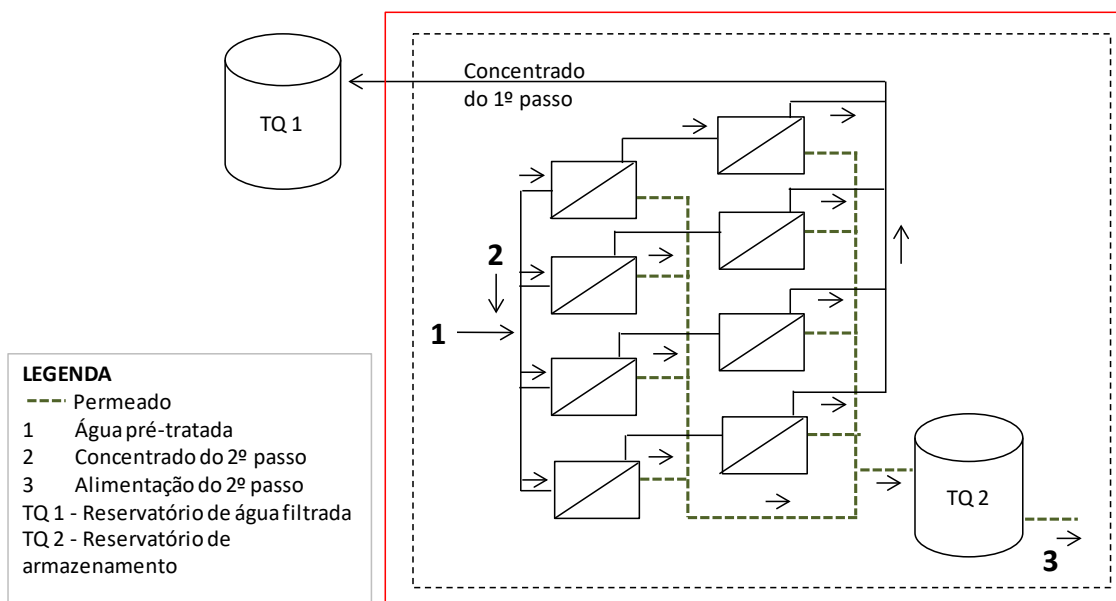 Concentrado
do 1º passo
TQ 1
2
1
LEGENDA
Permeado
1 Água pré-tratada
2 Concentrado do 2º passo
3 Alimentação do 2º passo
TQ 1 - Reservatório de água filtrada
TQ 2 - Reservatório de
armazenamento
TQ 2
3